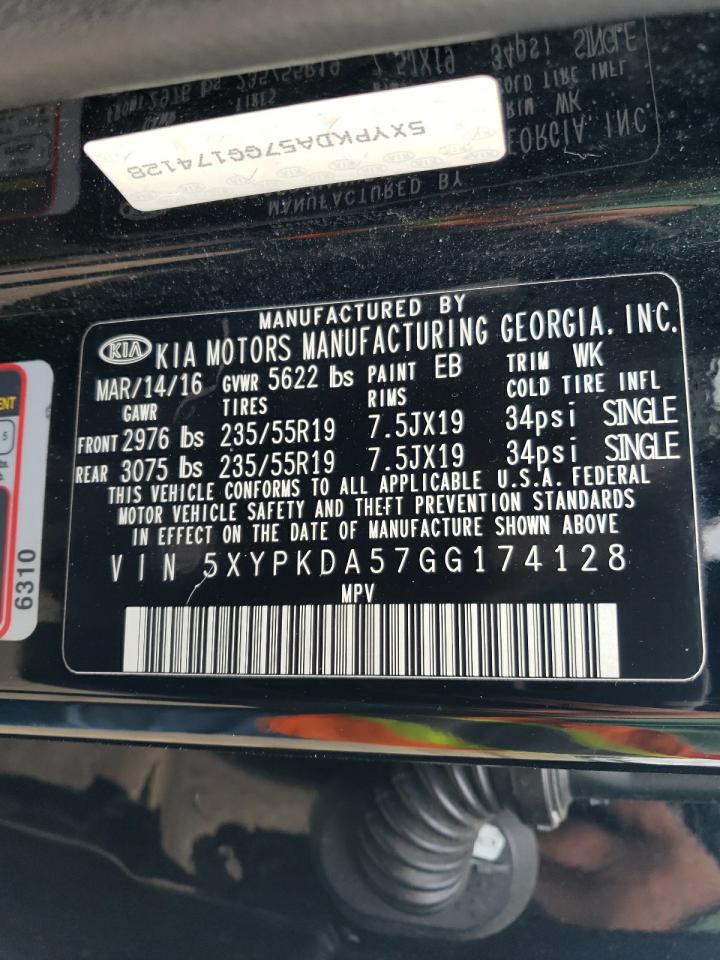 5XYPKDA57GG174128
MANUFACTURED BY
KIA KIA MOTORS MANUFACTURING GEORGIA, INC.
MAR/14/16 GVWR 5622 lbs PAINT EB TRIM WK
GAWR TIRES RIMS COLD TIRE INFL
FRONT 2976 lbs 235/55R19 7.5JX19 34psi SINGLE
REAR 3075 lbs 235/55R19 7.5JX19 34psi SINGLE
THIS VEHICLE CONFORMS TO ALL APPLICABLE U.S.A. FEDERAL
MOTOR VEHICLE SAFETY AND THEFT PREVENTION STANDARDS
IN EFFECT ON THE DATE OF MANUFACTURE SHOWN ABOVE
VIN 5XYPKDA57GG174128
MPV
5
6310